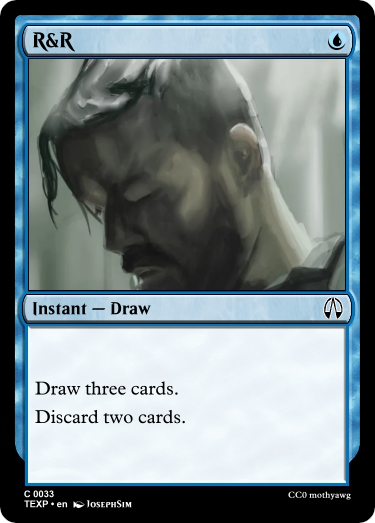 R&R
Instant — Draw
Draw three cards.
Discard two cards.
C 0033
TEXP • en JosephSim
CC0 mothyawg